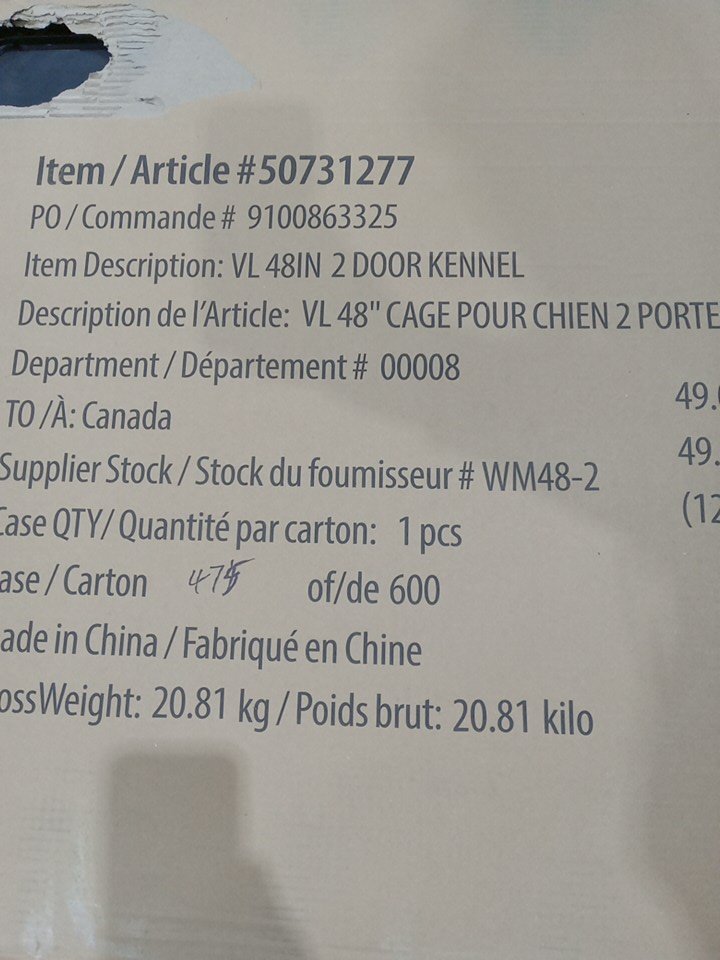 Item / Article #50731277
PO / Commande # 9100863325
Item Description: VL 48IN 2 DOOR KENNEL
Description de l'Article: VL 48" CAGE POUR CHIEN 2 PORTE
Department / Département # 00008
49.
TO /À: Canada
49.
Supplier Stock / Stock du foumisseur # WM48-2
(12
Case QTY/ Quantité par carton: 1 pcs
ase / Carton 475 of/de 600
ade in China / Fabriqué en Chine
ossWeight: 20.81 kg / Poids brut: 20.81 kilo